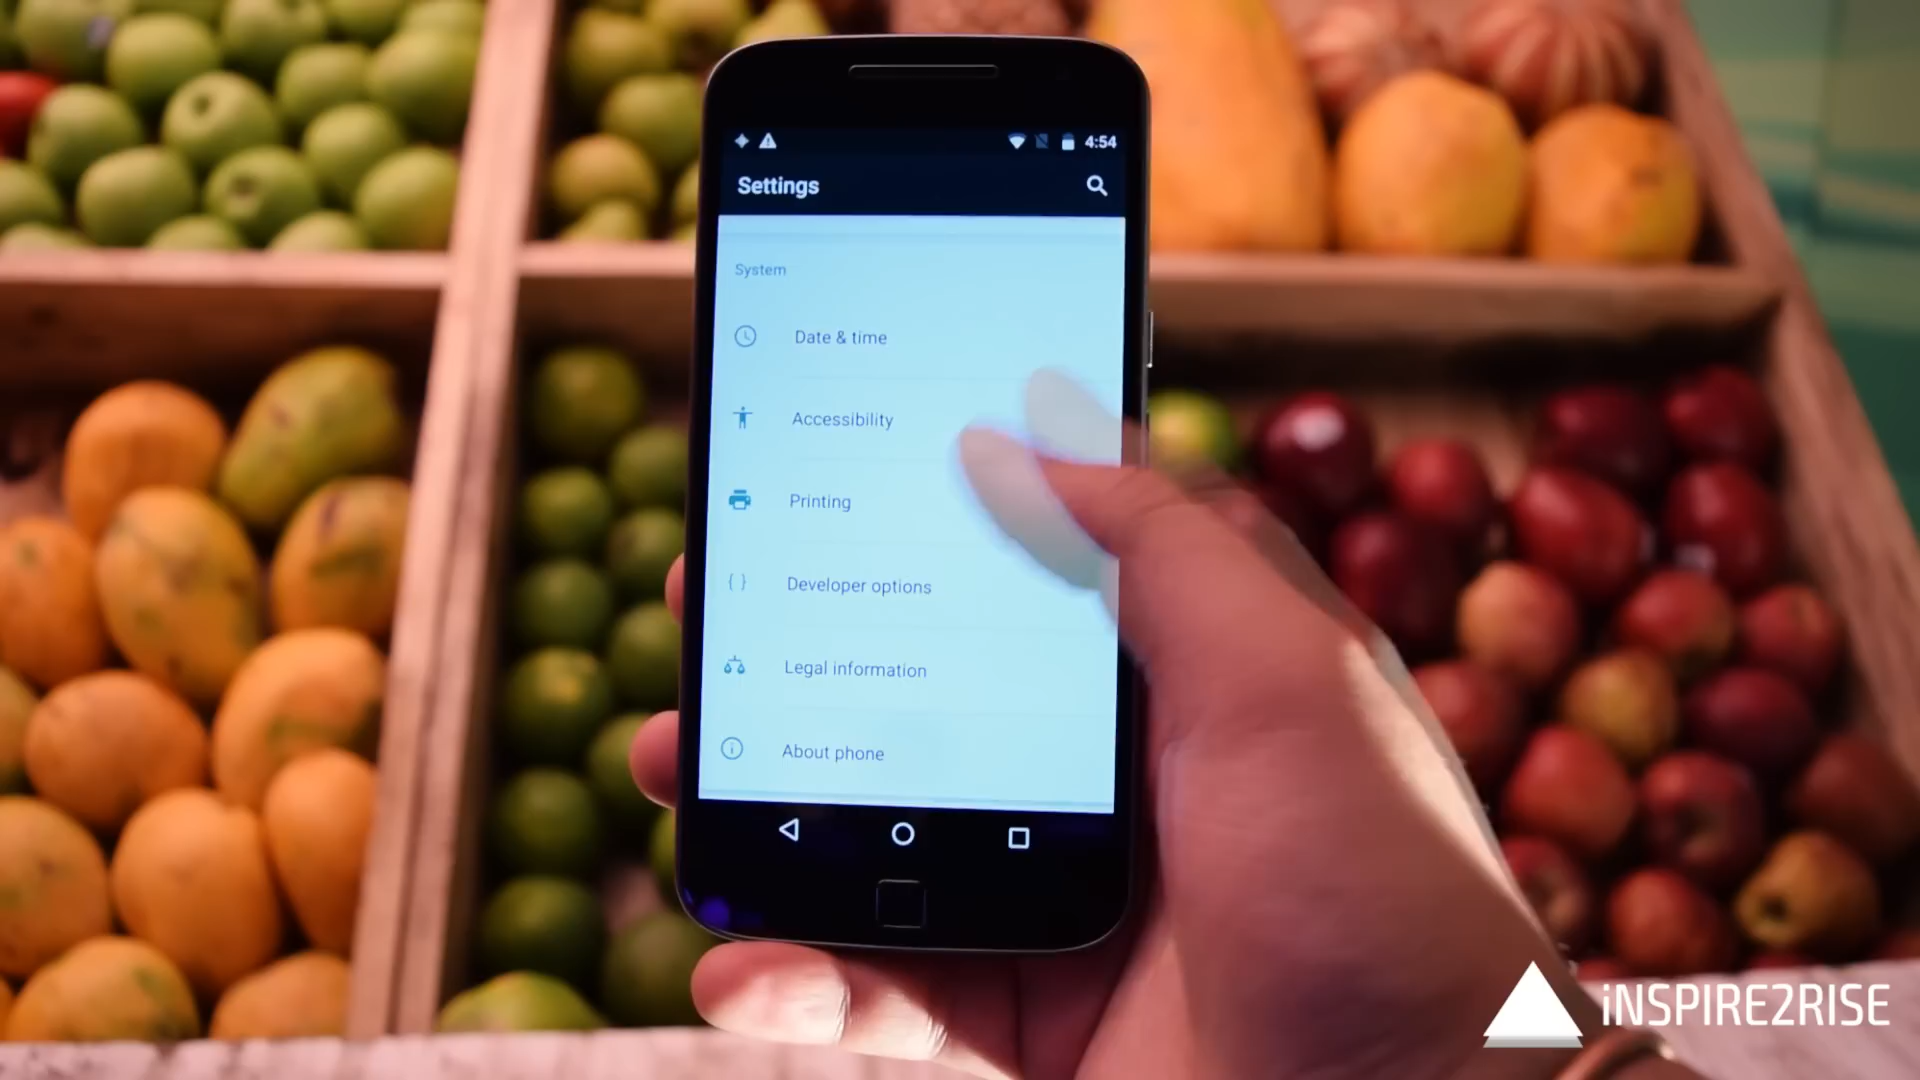 4:54
Settings
System
Date & time
Accessibility
Printing
Developer options
Legal information
About phone
iNSPIRE2RISE